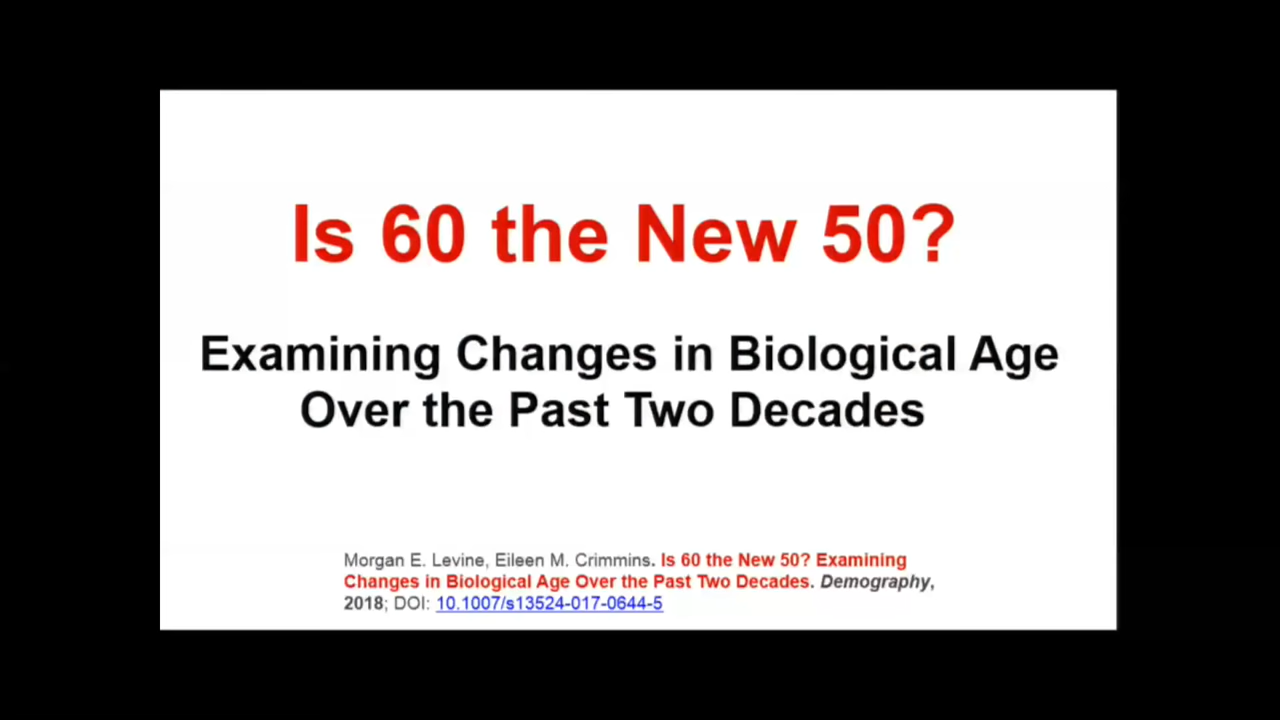 Is 60 the New 50?
Examining Changes in Biological Age
Over the Past Two Decades
Morgan E. Levine, Eileen M. Crimmins. Is 60 the New 50? Examining
Changes in Biological Age Over the Past Two Decades. Demography,
2018; DOI: 10.1007/s13524-017-0644-5